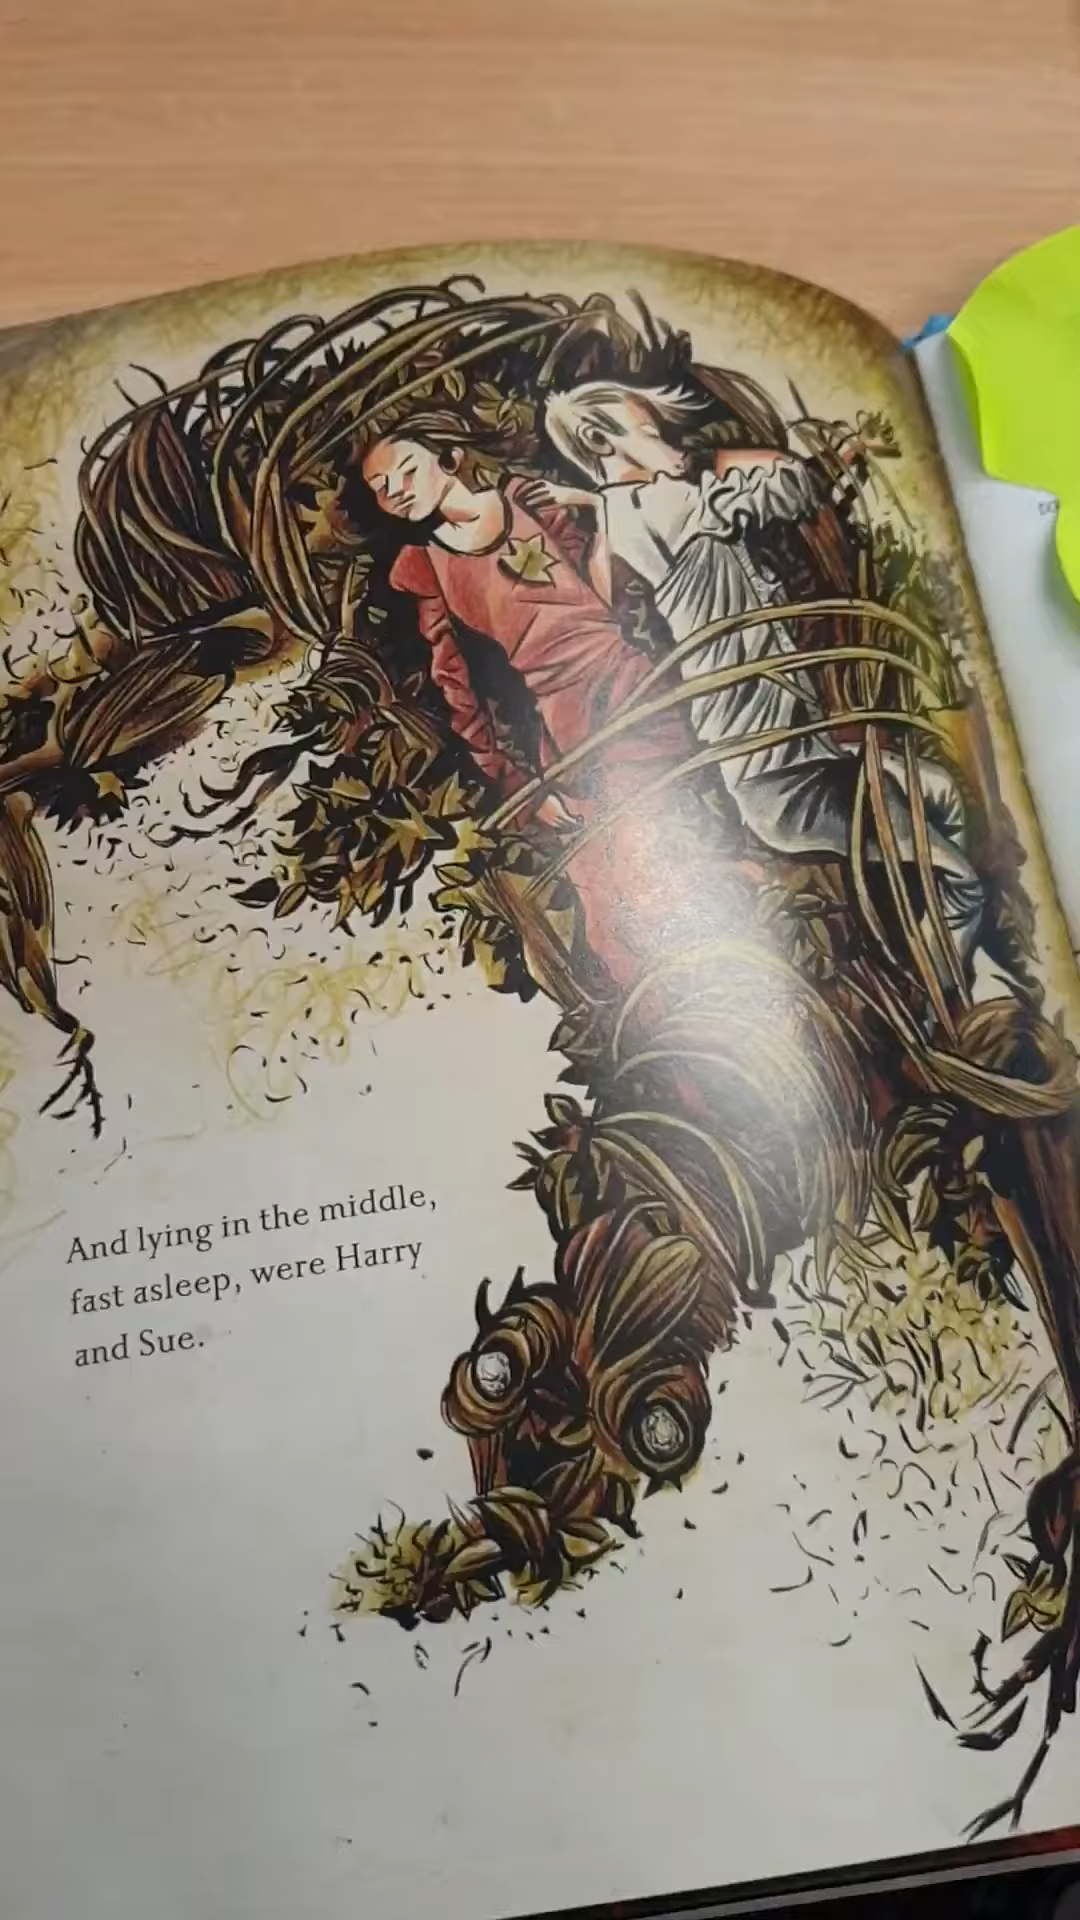 And lying in the middle,
fast asleep, were Harry
and Sue.